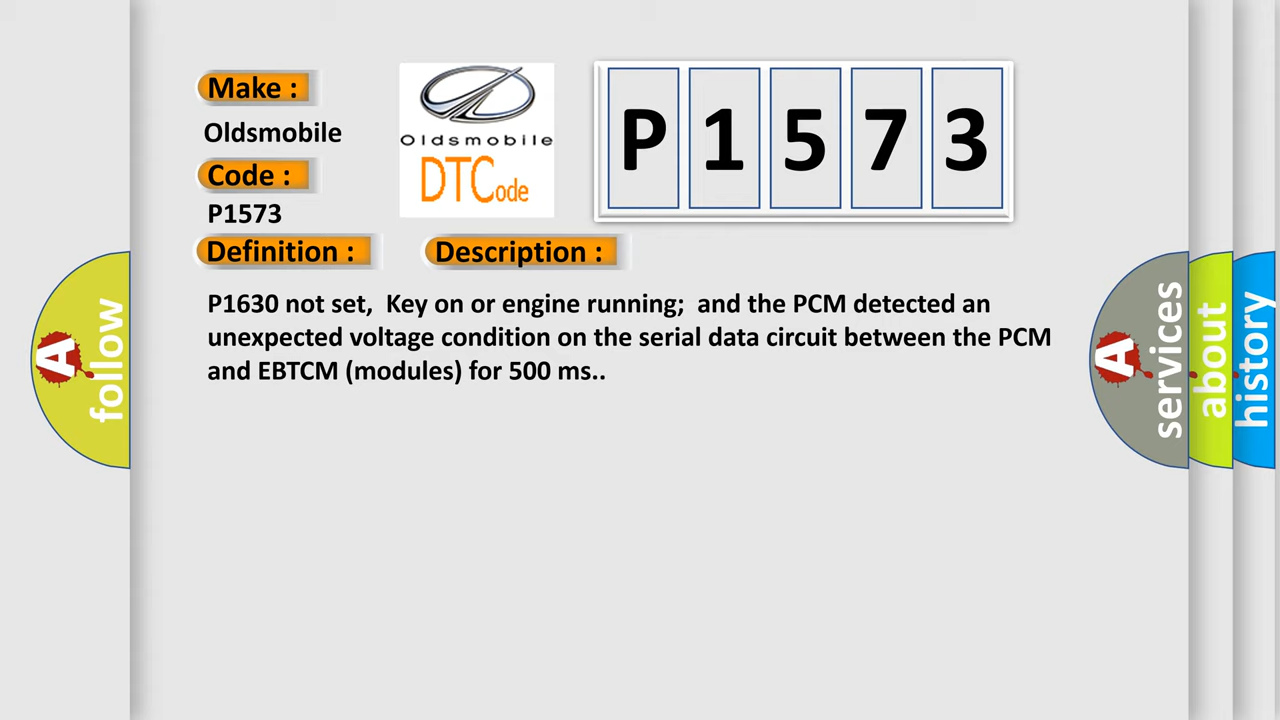 Make :
Oldsmobile
Code :
P1573
Oldsmobile
DTCode
P 1 5 7 3
Definition :
Description :
P1630 not set, Key on or engine running; and the PCM detected an
unexpected voltage condition on the serial data circuit between the PCM
and EBTCM (modules) for 500 ms..
A follow
A services
about
history